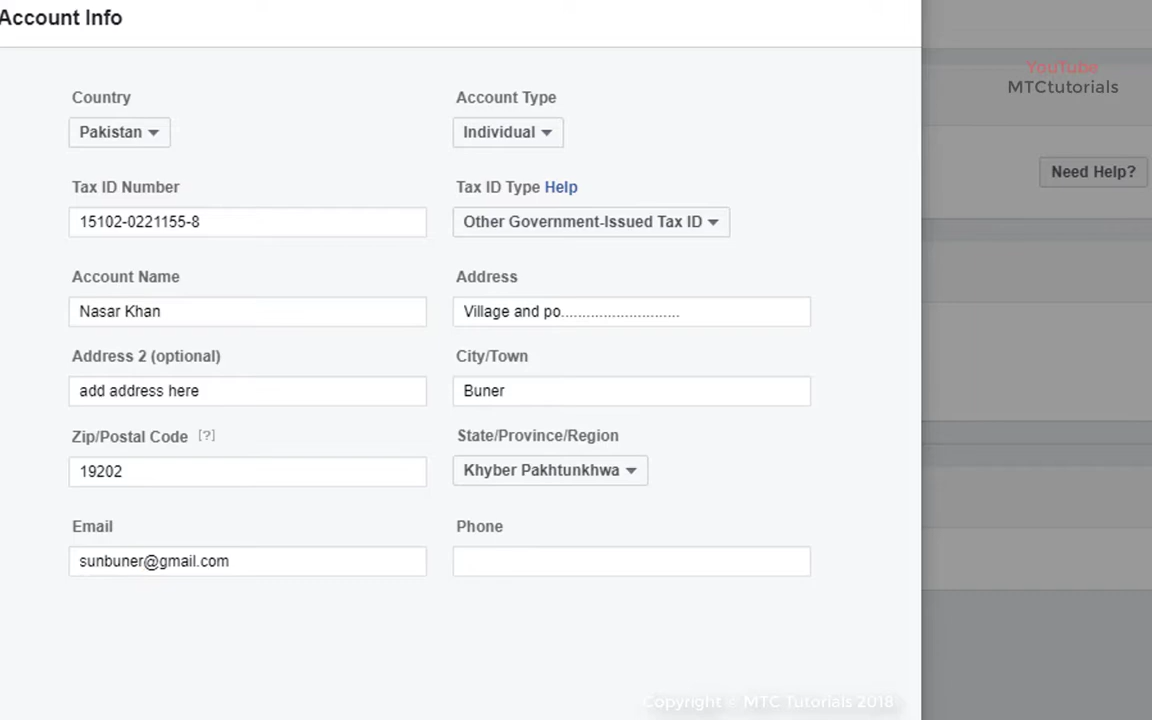 Account Info
YouTube
MTCtutorials
Country
Account Type
Pakistan
Individual
Need Help?
Tax ID Number
Tax ID Type Help
15102-0221155-8
Other Government-Issued Tax ID
Account Name
Address
Nasar Khan
Village and po............................
Address 2 (optional)
City/Town
add address here
Buner
Zip/Postal Code [?]
State/Province/Region
19202
Khyber Pakhtunkhwa
Email
Phone
sunbuner@gmail.com
Copyright © MTC Tutorials 2018